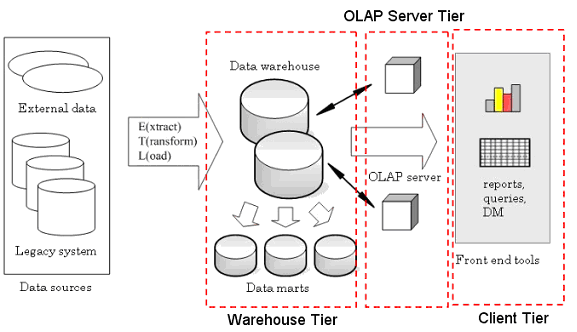 OLAP Server Tier
External data
Legacy system
Data sources
E(xtract)
T(ransform)
L(oad)
Data warehouse
Data marts
Warehouse Tier
OLAP server
reports,
queries,
DM
Front end tools
Client Tier